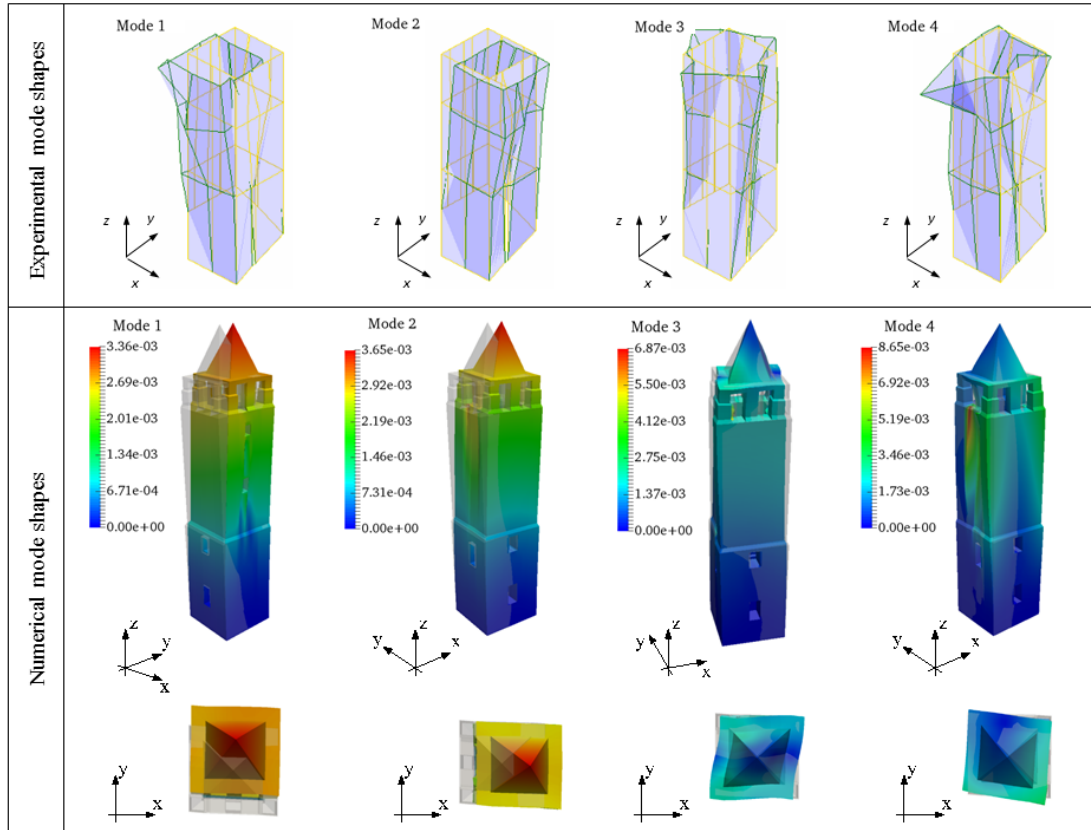 Experimental mode shapes
Mode 1
Mode 2
Mode 3
Mode 4
z
y
x
z
y
x
z
y
x
z
y
x
Numerical mode shapes
Mode 1
3.36e-03
2.69e-03
2.01e-03
1.34e-03
6.71e-04
0.00e+00
z
y
x
Mode 2
3.65e-03
2.92e-03
2.19e-03
1.46e-03
7.31e-04
0.00e+00
z
y
x
Mode 3
6.87e-03
5.50e-03
4.12e-03
2.75e-03
1.37e-03
0.00e+00
z
y
x
Mode 4
8.65e-03
8.92e-03
5.19e-03
3.46e-03
1.73e-03
0.00e+00
z
y
x
y
x
y
x
y
x
y
x